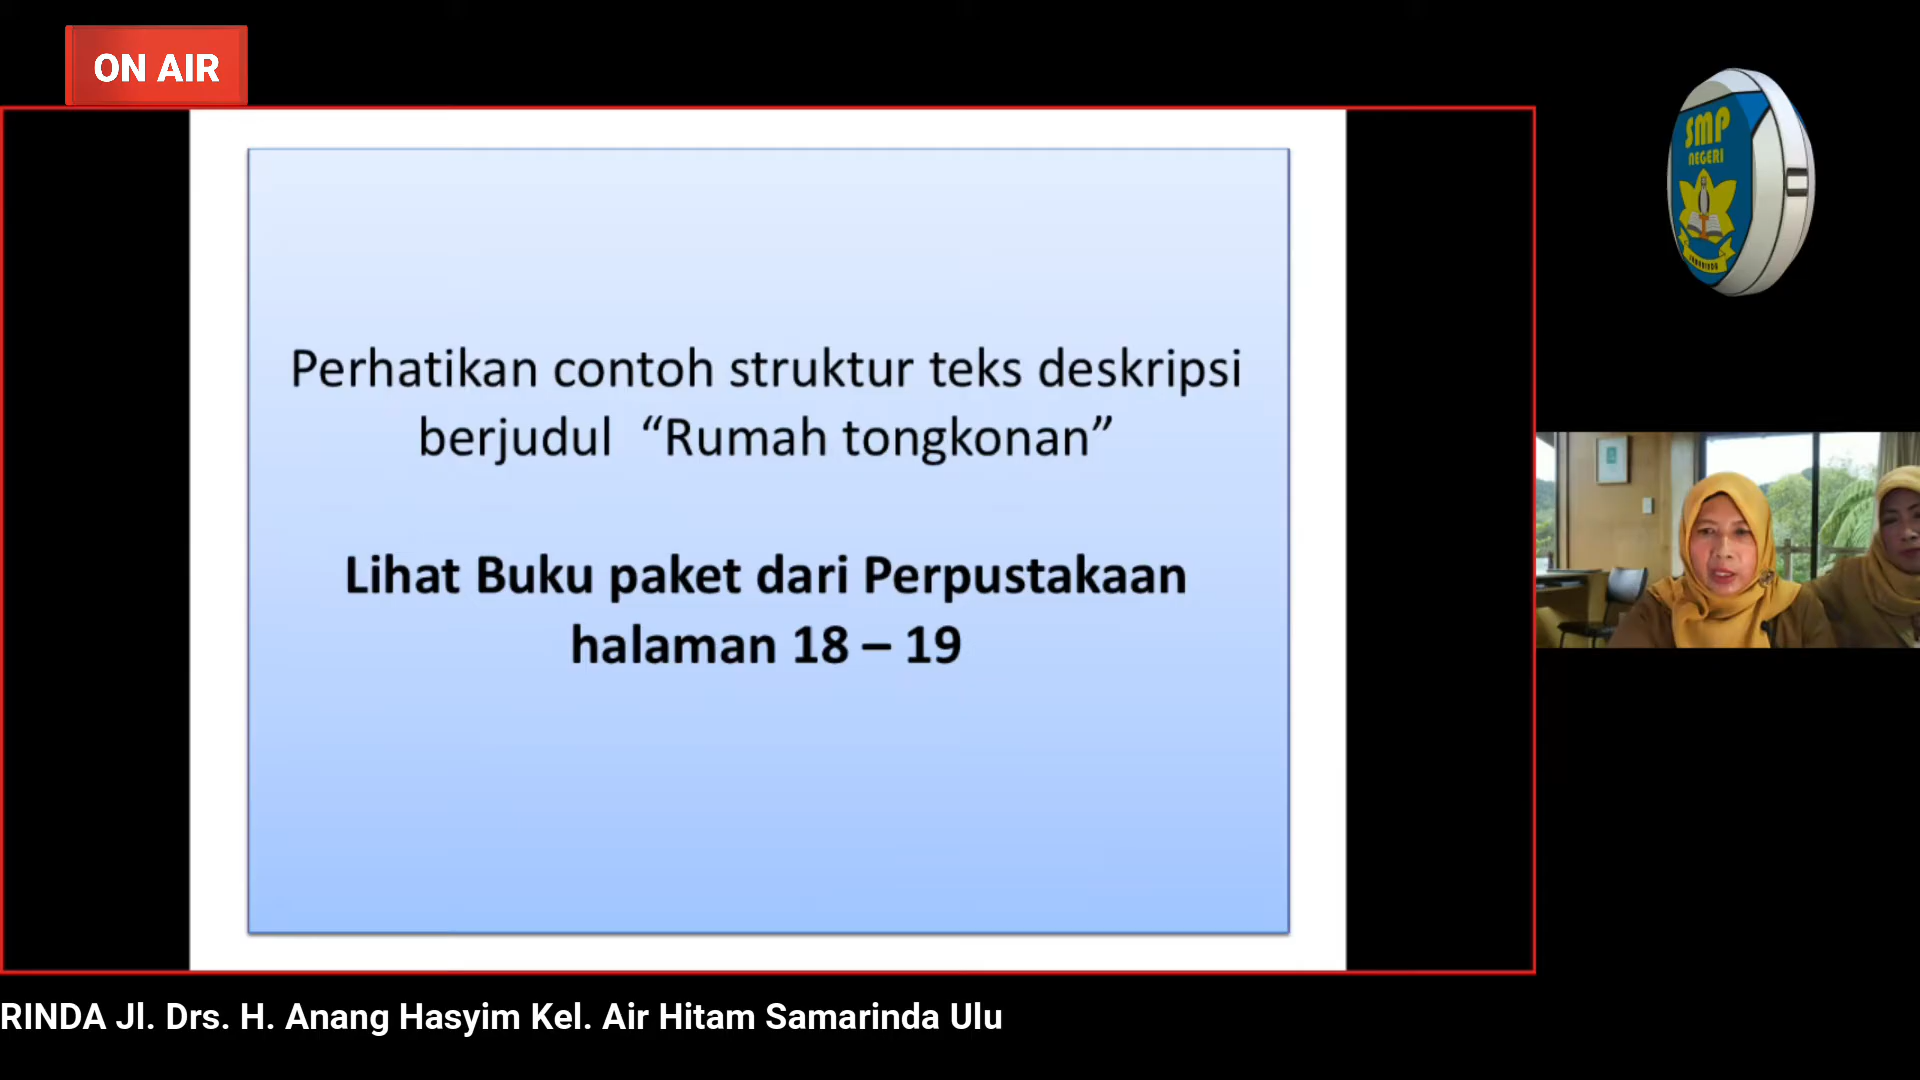 ON AIR
SMP
NEGERI
Perhatikan contoh struktur teks deskripsi
berjudul “Rumah tongkonan”
Lihat Buku paket dari Perpustakaan
halaman 18 – 19
RINDA Jl. Drs. H. Anang Hasyim Kel. Air Hitam Samarinda Ulu